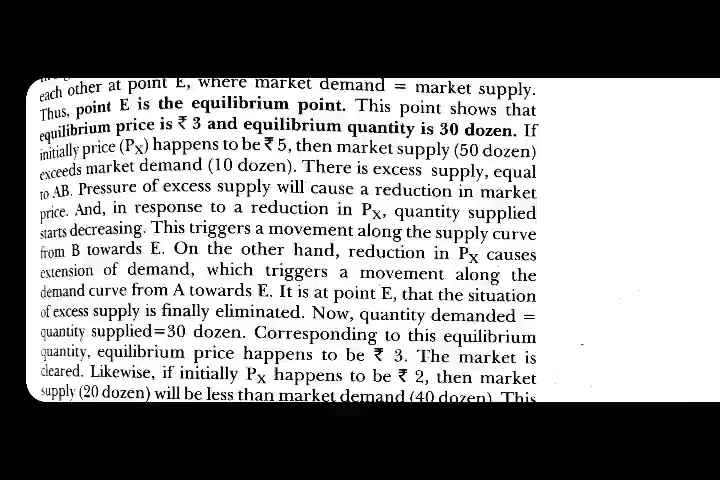 each other at point E, where market demand = market supply.
Thus, point E is the equilibrium point. This point shows that
equilibrium price is ₹ 3 and equilibrium quantity is 30 dozen. If
initially price (PX) happens to be ₹ 5, then market supply (50 dozen)
exceeds market demand (10 dozen). There is excess supply, equal
to AB. Pressure of excess supply will cause a reduction in market
price. And, in response to a reduction in PX, quantity supplied
starts decreasing. This triggers a movement along the supply curve
from B towards E. On the other hand, reduction in PX causes
extension of demand, which triggers a movement along the
demand curve from A towards E. It is at point E, that the situation
of excess supply is finally eliminated. Now, quantity demanded =
quantity supplied=30 dozen. Corresponding to this equilibrium
quantity, equilibrium price happens to be ₹ 3. The market is
cleared. Likewise, if initially PX happens to be ₹ 2, then market
supply (20 dozen) will be less than market demand (40 dozen). This